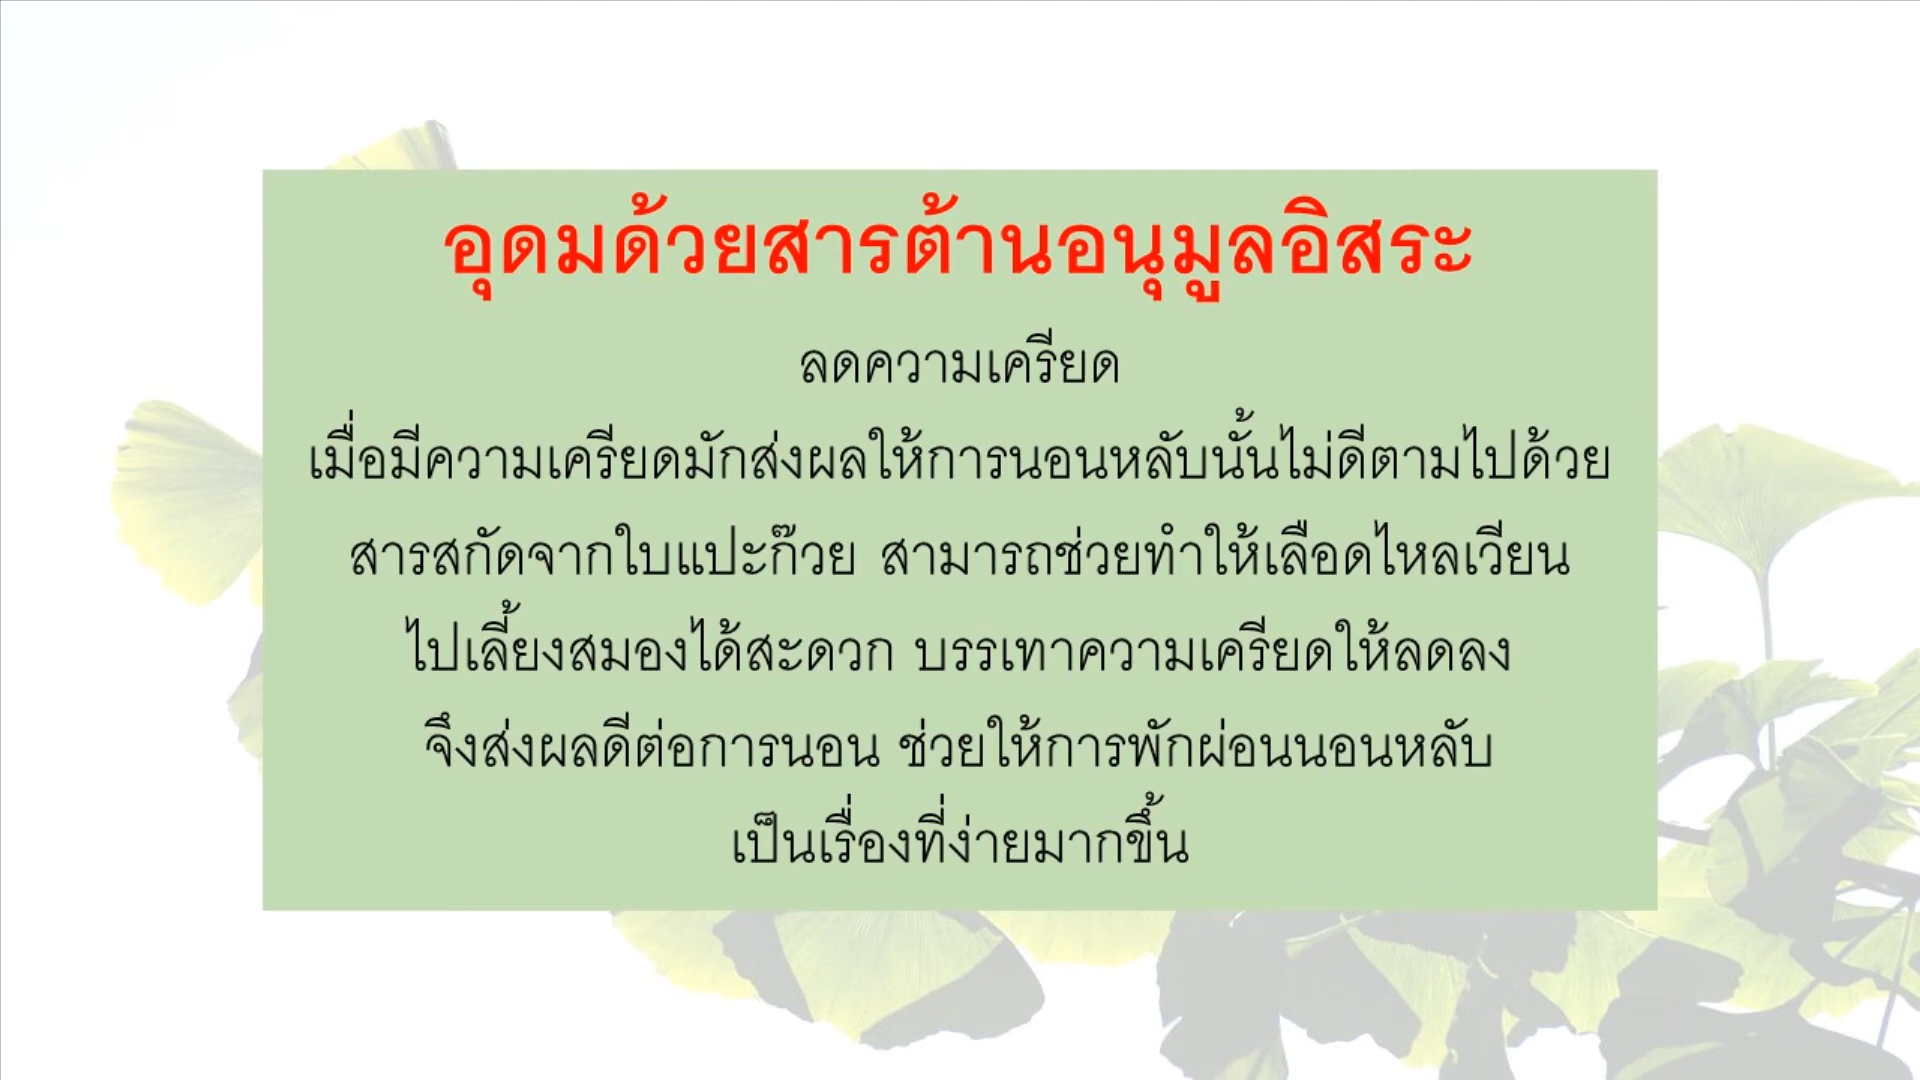 อุดมด้วยสารต้านอนุมูลอิสระ
ลดความเครียด
เมื่อมีความเครียดมักส่งผลให้การนอนหลับนั้นไม่ดีตามไปด้วย
สารสกัดจากใบแปะก๊วย สามารถช่วยทำให้เลือดไหลเวียน
ไปเลี้ยงสมองได้สะดวก บรรเทาความเครียดให้ลดลง
จึงส่งผลดีต่อการนอน ช่วยให้การพักผ่อนนอนหลับ
เป็นเรื่องที่ง่ายมากขึ้น